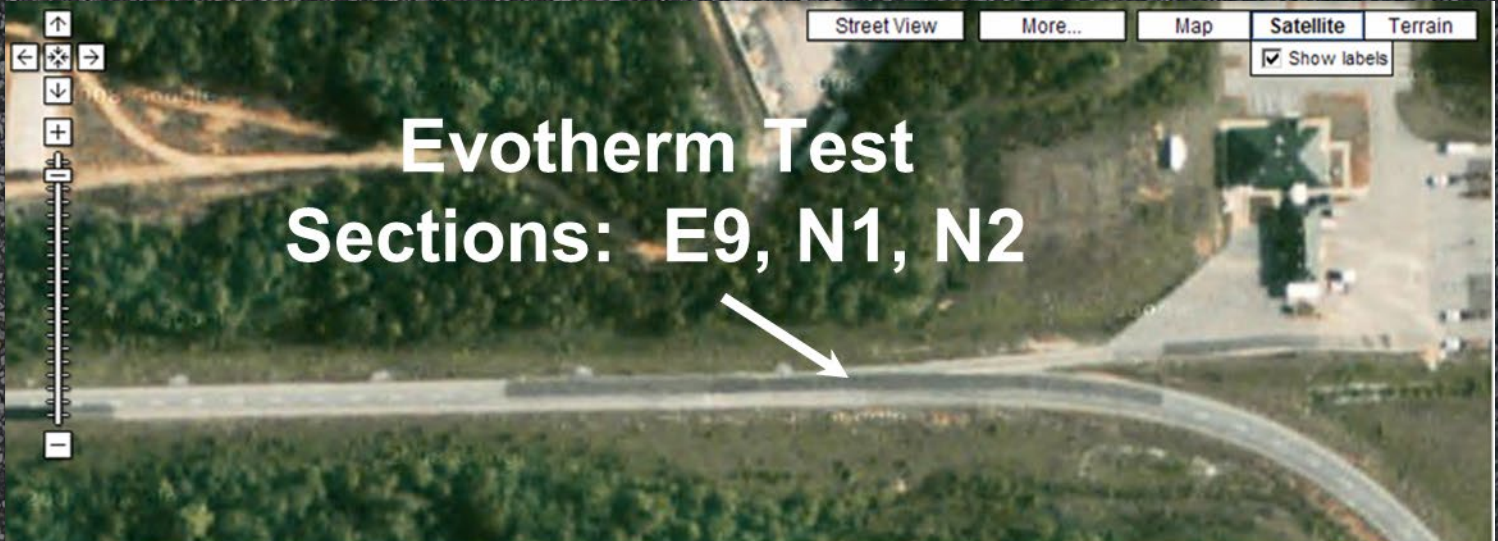 Street View
More...
Map
Satellite
Terrain
Show labels
Evotherm Test
Sections: E9, N1, N2